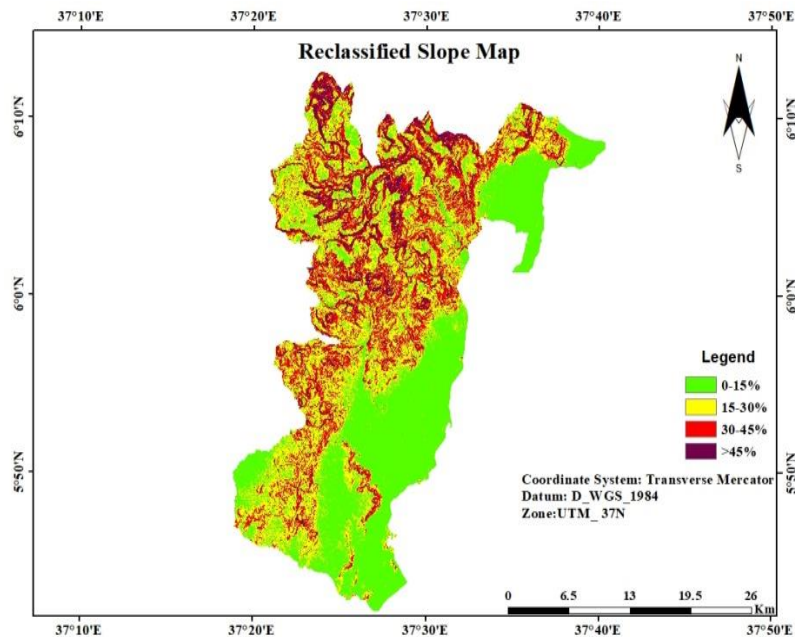 37°10'E 37°20'E 37°30'E 37°40'E 37°50'E
Reclassified Slope Map
N
S
6°10'N 6°10'N
6°0'N 6°0'N
5°50'N 5°50'N
Legend
0-15%
15-30%
30-45%
>45%
Coordinate System: Transverse Mercator
Datum: D_WGS_1984
Zone:UTM_ 37N
0 6.5 13 19.5 26
Km
37°10'E 37°20'E 37°30'E 37°40'E 37°50'E